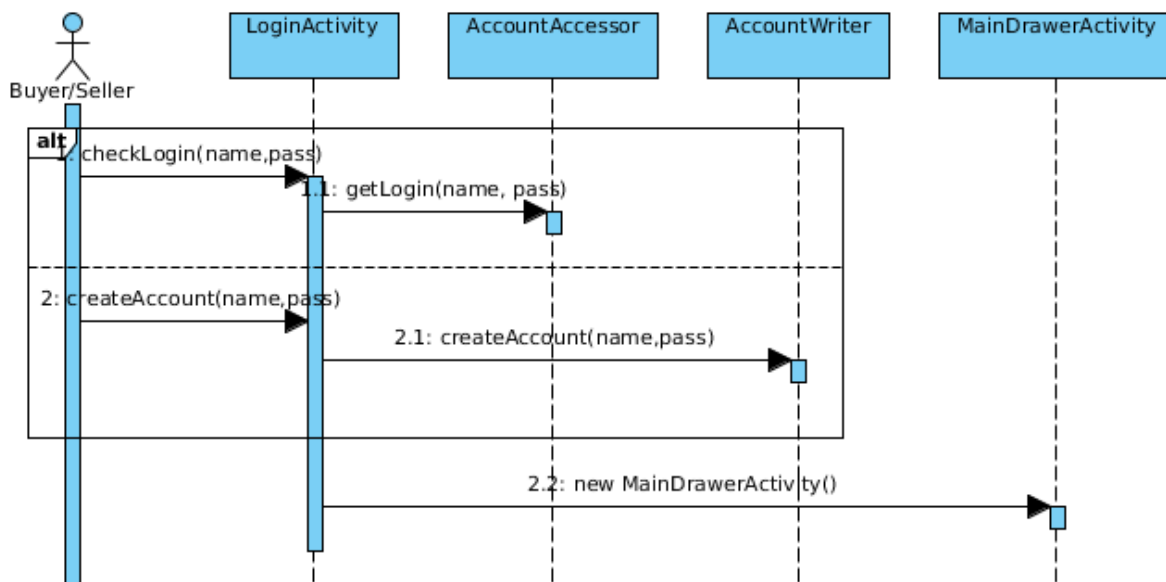 LoginActivity
AccountAccessor
AccountWriter
MainDrawerActivity
Buyer/Seller
alt
1: checkLogin(name,pass)
1.1: getLogin(name, pass)
2: createAccount(name,pass)
2.1: createAccount(name,pass)
2.2: new MainDrawerActivity()